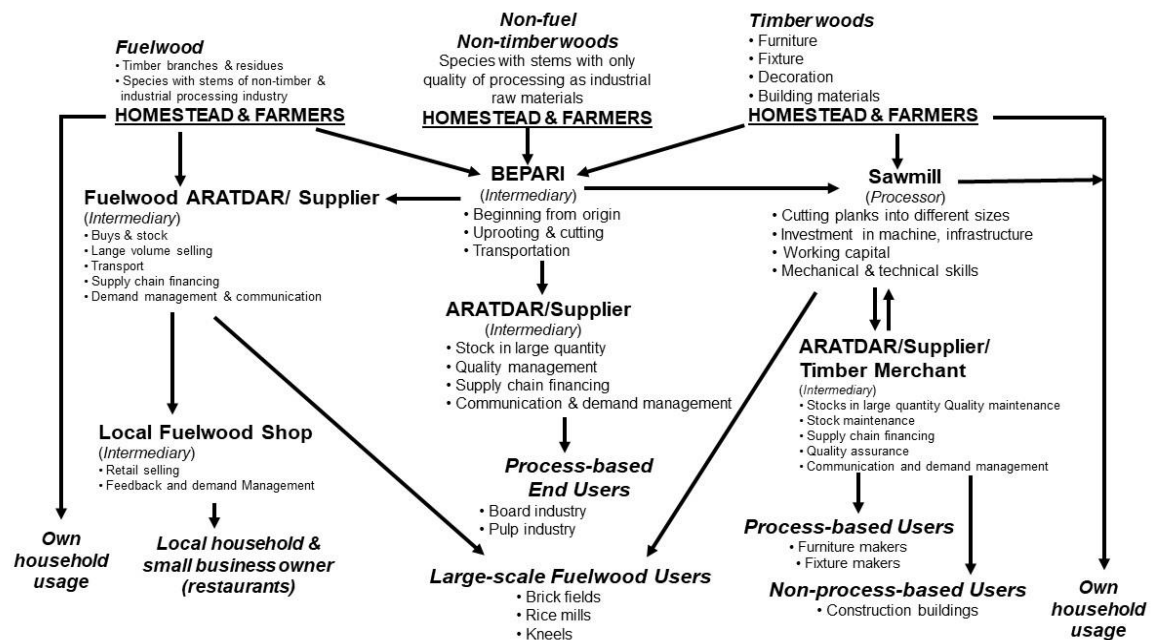 Fuelwood
• Timber branches & residues
• Species with stems of non-timber &
industrial processing industry
HOMESTEAD & FARMERS
Non-fuel
Non-timberwoods
Species with stems with only
quality of processing as industrial
raw materials
HOMESTEAD & FARMERS
Timberwoods
• Furniture
• Fixture
• Decoration
• Building materials
HOMESTEAD & FARMERS
Fuelwood ARATDAR/ Supplier
(Intermediary)
• Buys & stock
• Large volume selling
• Transport
• Supply chain financing
• Demand management & communication
BEPARI
(Intermediary)
• Beginning from origin
• Uprooting & cutting
• Transportation
Sawmill
(Processor)
• Cutting planks into different sizes
• Investment in machine, infrastructure
• Working capital
• Mechanical & technical skills
ARATDAR/Supplier
(Intermediary)
• Stock in large quantity
• Quality management
• Supply chain financing
• Communication & demand management
ARATDAR/Supplier/
Timber Merchant
(Intermediary)
• Stocks in large quantity Quality maintenance
• Stock maintenance
• Supply chain financing
• Quality assurance
• Communication and demand management
Local Fuelwood Shop
(Intermediary)
• Retail selling
• Feedback and demand Management
Process-based
End Users
• Board industry
• Pulp industry
Own
household
usage
Local household &
small business owner
(restaurants)
Large-scale Fuelwood Users
• Brick fields
• Rice mills
• Kneels
Process-based Users
• Furniture makers
• Fixture makers
Non-process-based Users
• Construction buildings
Own
household
usage